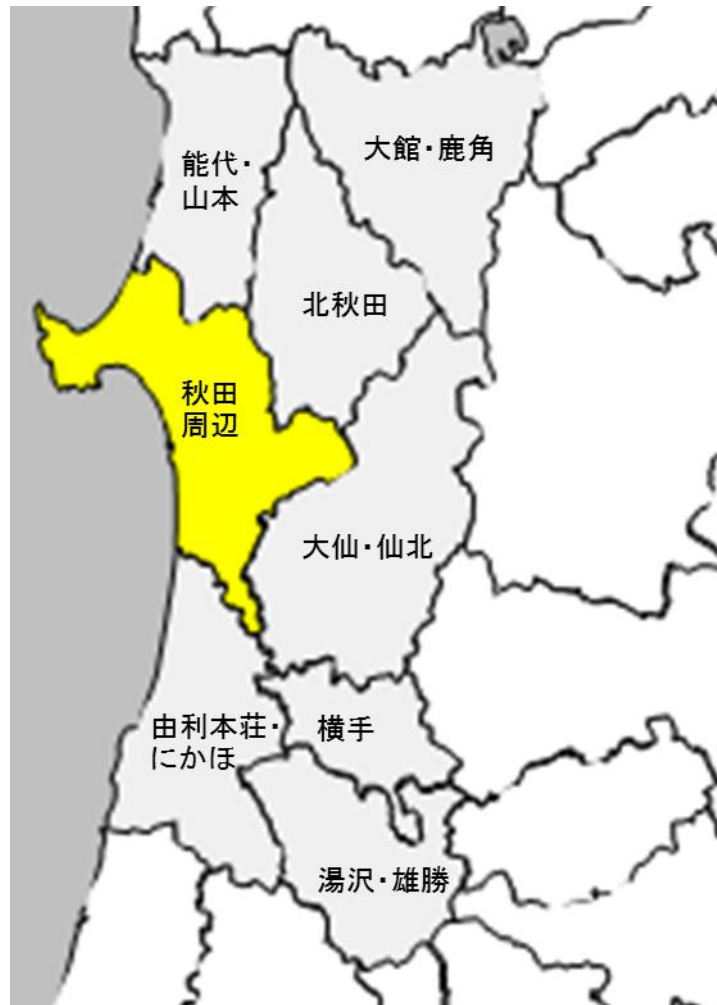 能代・
山本
大館・鹿角
北秋田
秋田
周辺
大仙・仙北
由利本荘・
にかほ
横手
湯沢・雄勝